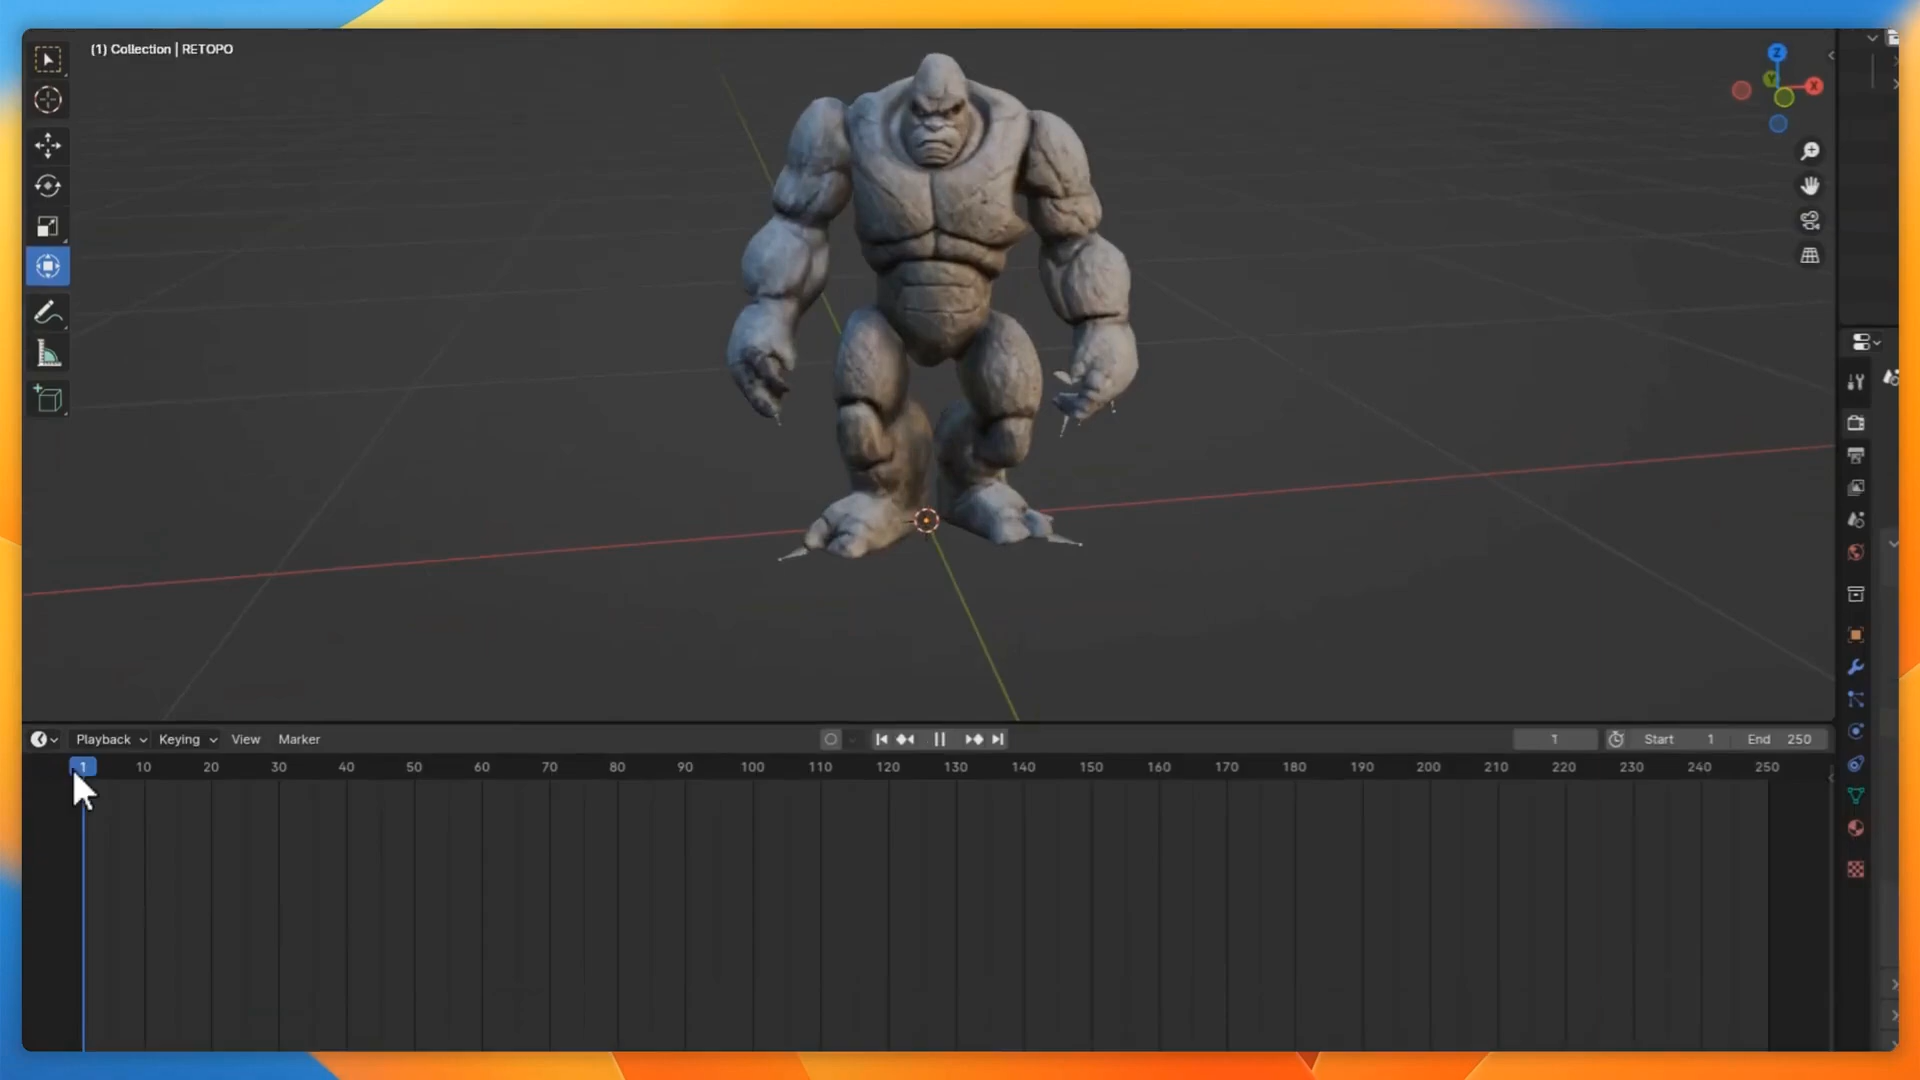 (1) Collection | RETOPO
Z
Y
X
Playback Keying View Marker 1 Start 1 End 250
1 10 20 30 40 50 60 70 80 90 100 110 120 130 140 150 160 170 180 190 200 210 220 230 240 250